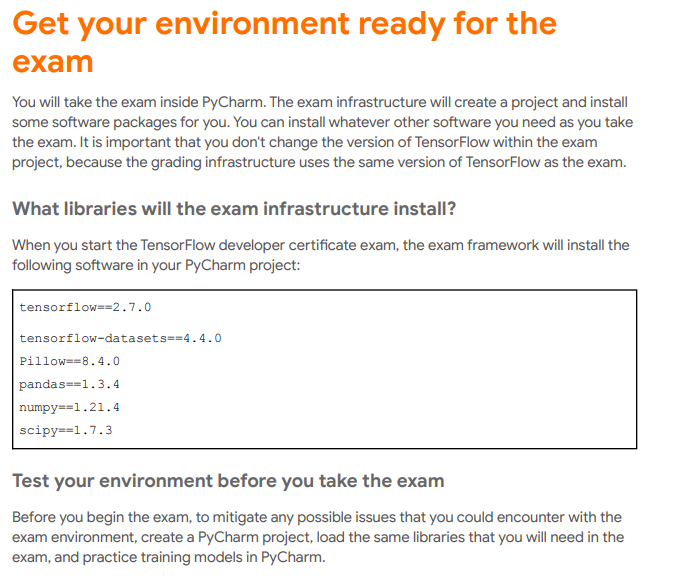 Get your environment ready for the
exam
You will take the exam inside PyCharm. The exam infrastructure will create a project and install
some software packages for you. You can install whatever other software you need as you take
the exam. It is important that you don't change the version of TensorFlow within the exam
project, because the grading infrastructure uses the same version of TensorFlow as the exam.
What libraries will the exam infrastructure install?
When you start the TensorFlow developer certificate exam, the exam framework will install the
following software in your PyCharm project:
tensorflow==2.7.0
tensorflow-datasets==4.4.0
Pillow==8.4.0
pandas==1.3.4
numpy==1.21.4
scipy==1.7.3
Test your environment before you take the exam
Before you begin the exam, to mitigate any possible issues that you could encounter with the
exam environment, create a PyCharm project, load the same libraries that you will need in the
exam, and practice training models in PyCharm.